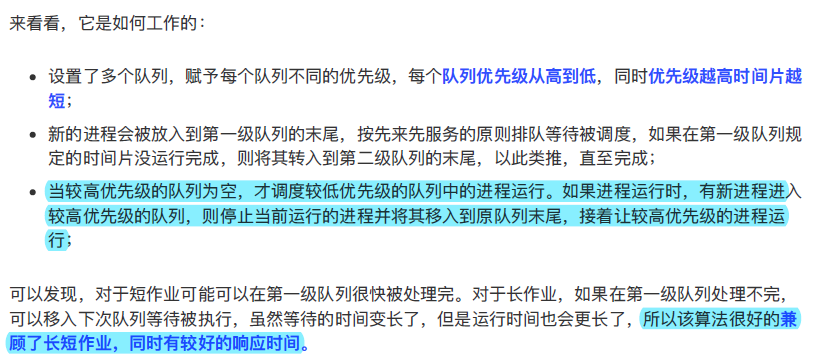 来看看，它是如何工作的：
设置了多个队列，赋予每个队列不同的优先级，每个队列优先级从高到低，同时优先级越高时间片越
短；
新的进程会被放入到第一级队列的末尾，按先来先服务的原则排队等待被调度，如果在第一级队列规
定的时间片没运行完成，则将其转入到第二级队列的末尾，以此类推，直至完成；
当较高优先级的队列为空，才调度较低优先级的队列中的进程运行。如果进程运行时，有新进程进入
较高优先级的队列，则停止当前运行的进程并将其移入到原队列末尾，接着让较高优先级的进程运
行；
可以发现，对于短作业可能可以在第一级队列很快被处理完。对于长作业，如果在第一级队列处理不完，
可以移入下次队列等待被执行，虽然等待的时间变长了，但是运行时间也会更长了，所以该算法很好的兼
顾了长短作业，同时有较好的响应时间。